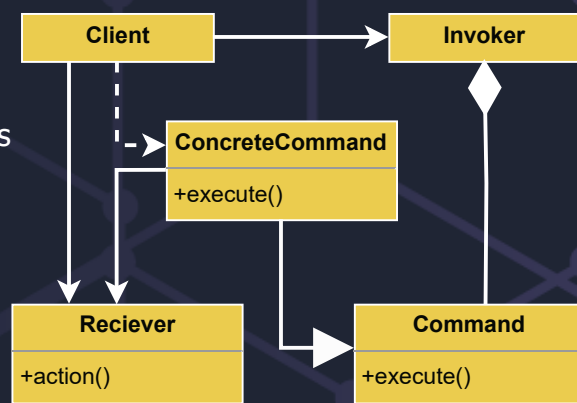 Client
Invoker
s
ConcreteCommand
+execute()
Reciever
+action()
Command
+execute()